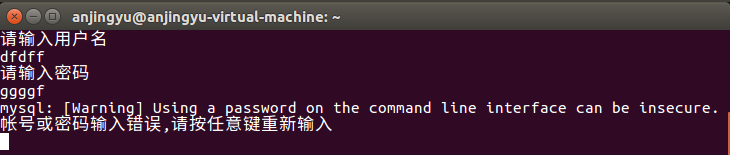 anjingyu@anjingyu-virtual-machine: ~
请输入用户名
dfdff
请输入密码
ggggf
mysql: [Warning] Using a password on the command line interface can be insecure.
帐号或密码输入错误,请按任意键重新输入